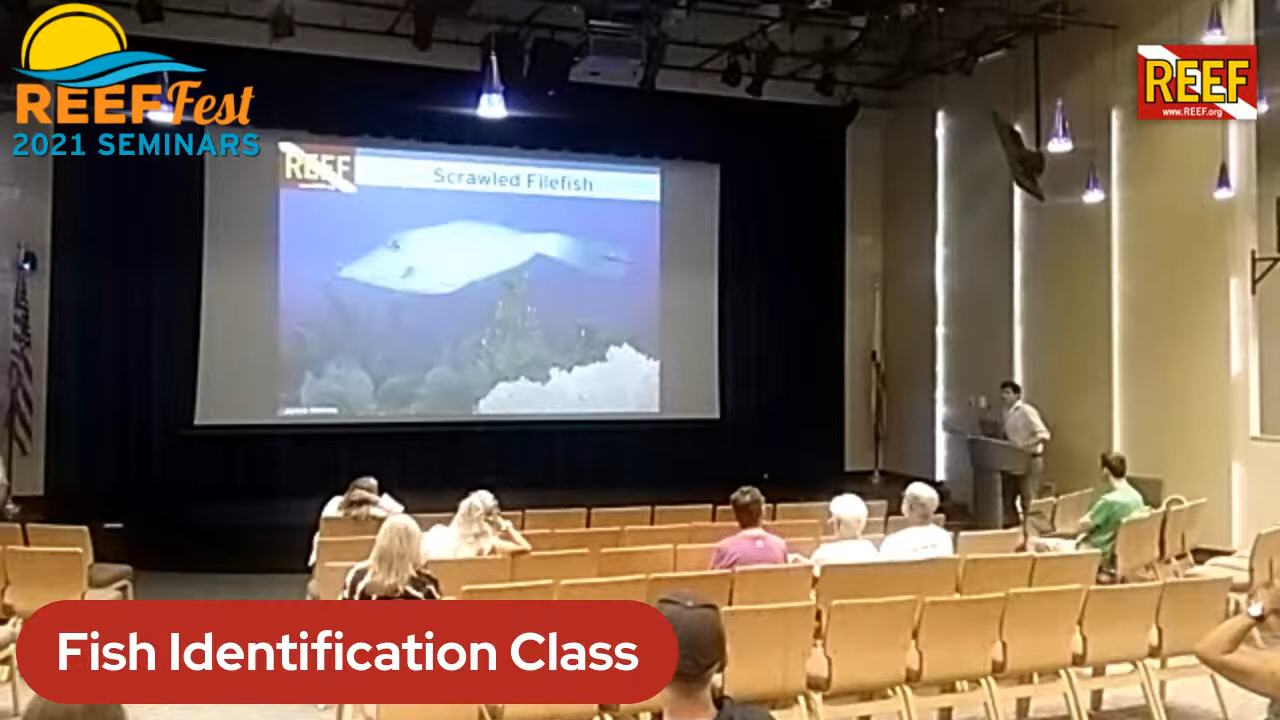 REEF Fest
2021 SEMINARS
REEF
www.REEF.org
REEF
Scrawled Filefish
Fish Identification Class